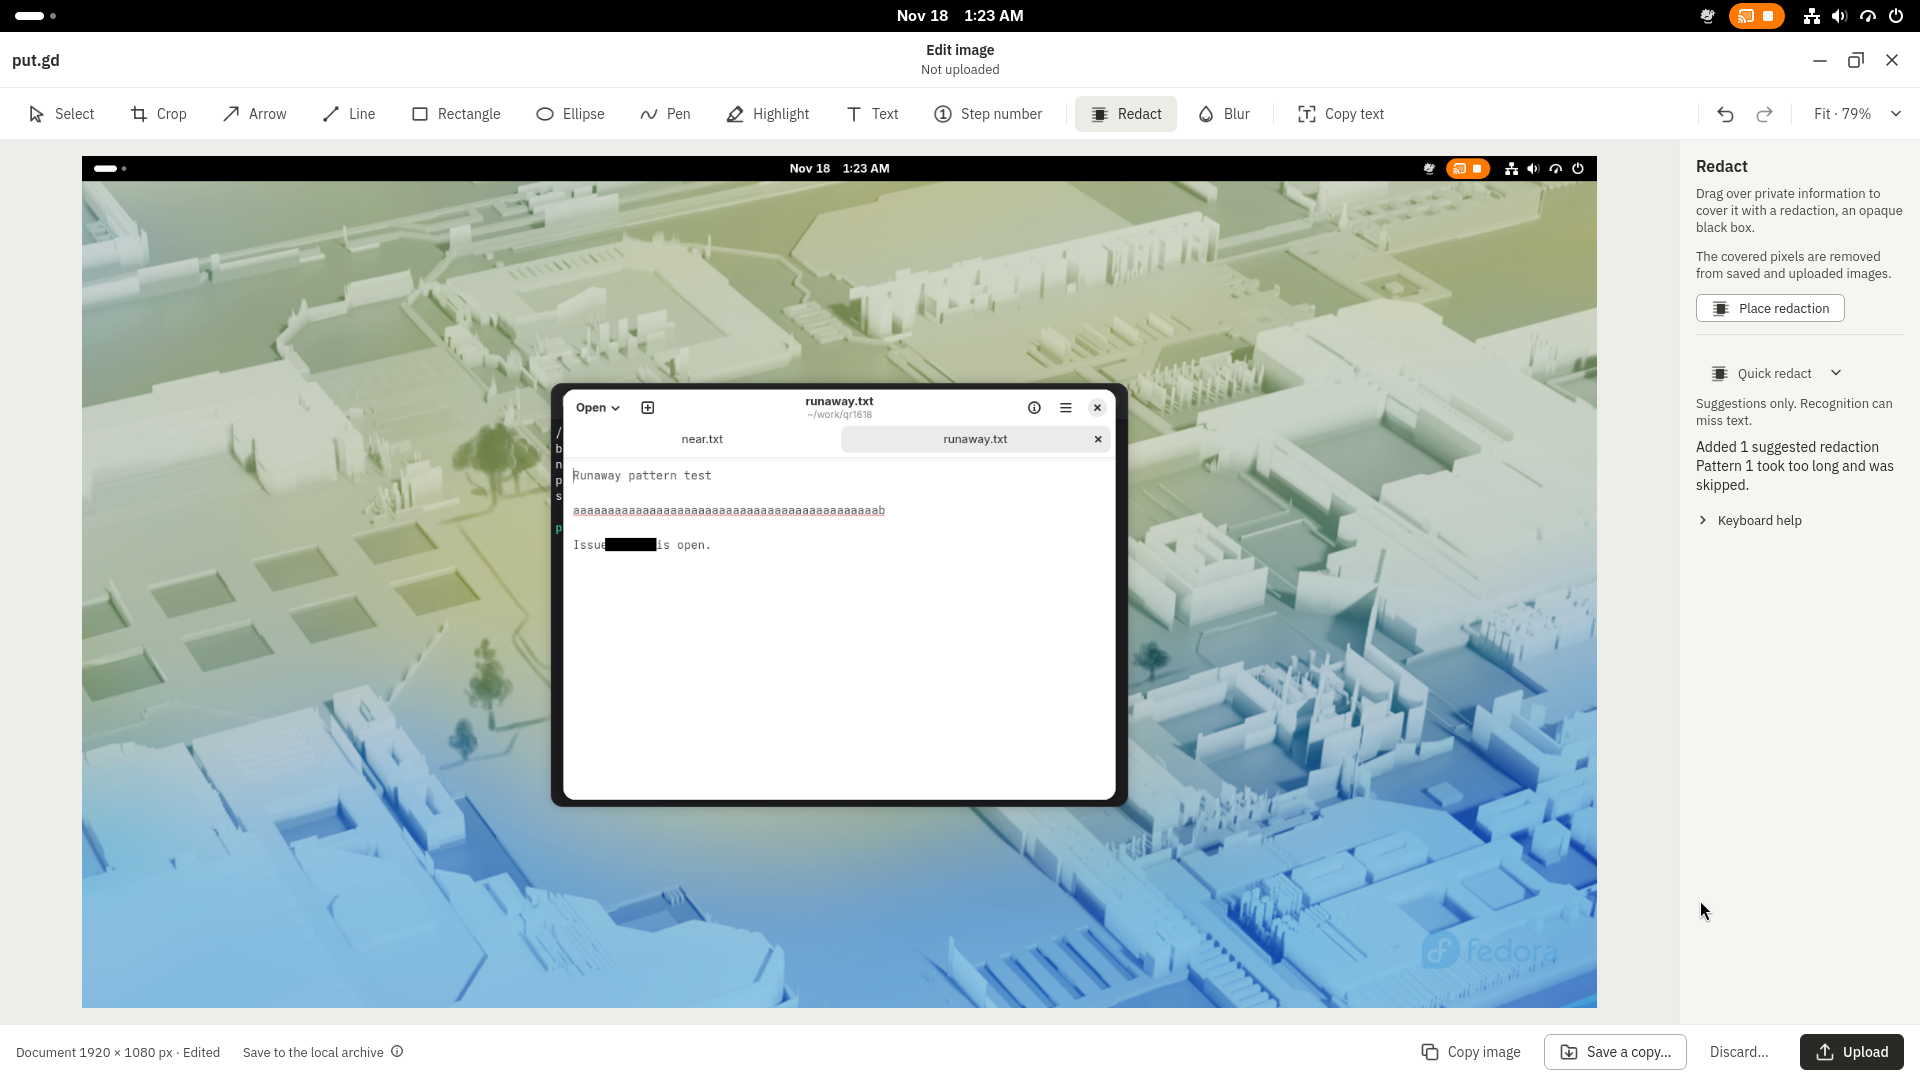 Nov 18 1:23 AM
put.gd
Edit image
Not uploaded
Select
Crop
Arrow
Line
Rectangle
Ellipse
Pen
Highlight
Text
1 Step number
Redact
Blur
Copy text
Fit · 79%
Nov 18 1:23 AM
Open
runaway.txt
~/work/qr1618
near.txt
runaway.txt
/
b
n
p
s
p
Runaway pattern test
Issue is open.
fedora
Redact
Drag over private information to
cover it with a redaction, an opaque
black box.
The covered pixels are removed
from saved and uploaded images.
Place redaction
Quick redact
Suggestions only. Recognition can
miss text.
Added 1 suggested redaction
Pattern 1 took too long and was
skipped.
Keyboard help
Document 1920 × 1080 px · Edited
Save to the local archive
Copy image
Save a copy...
Discard...
Upload